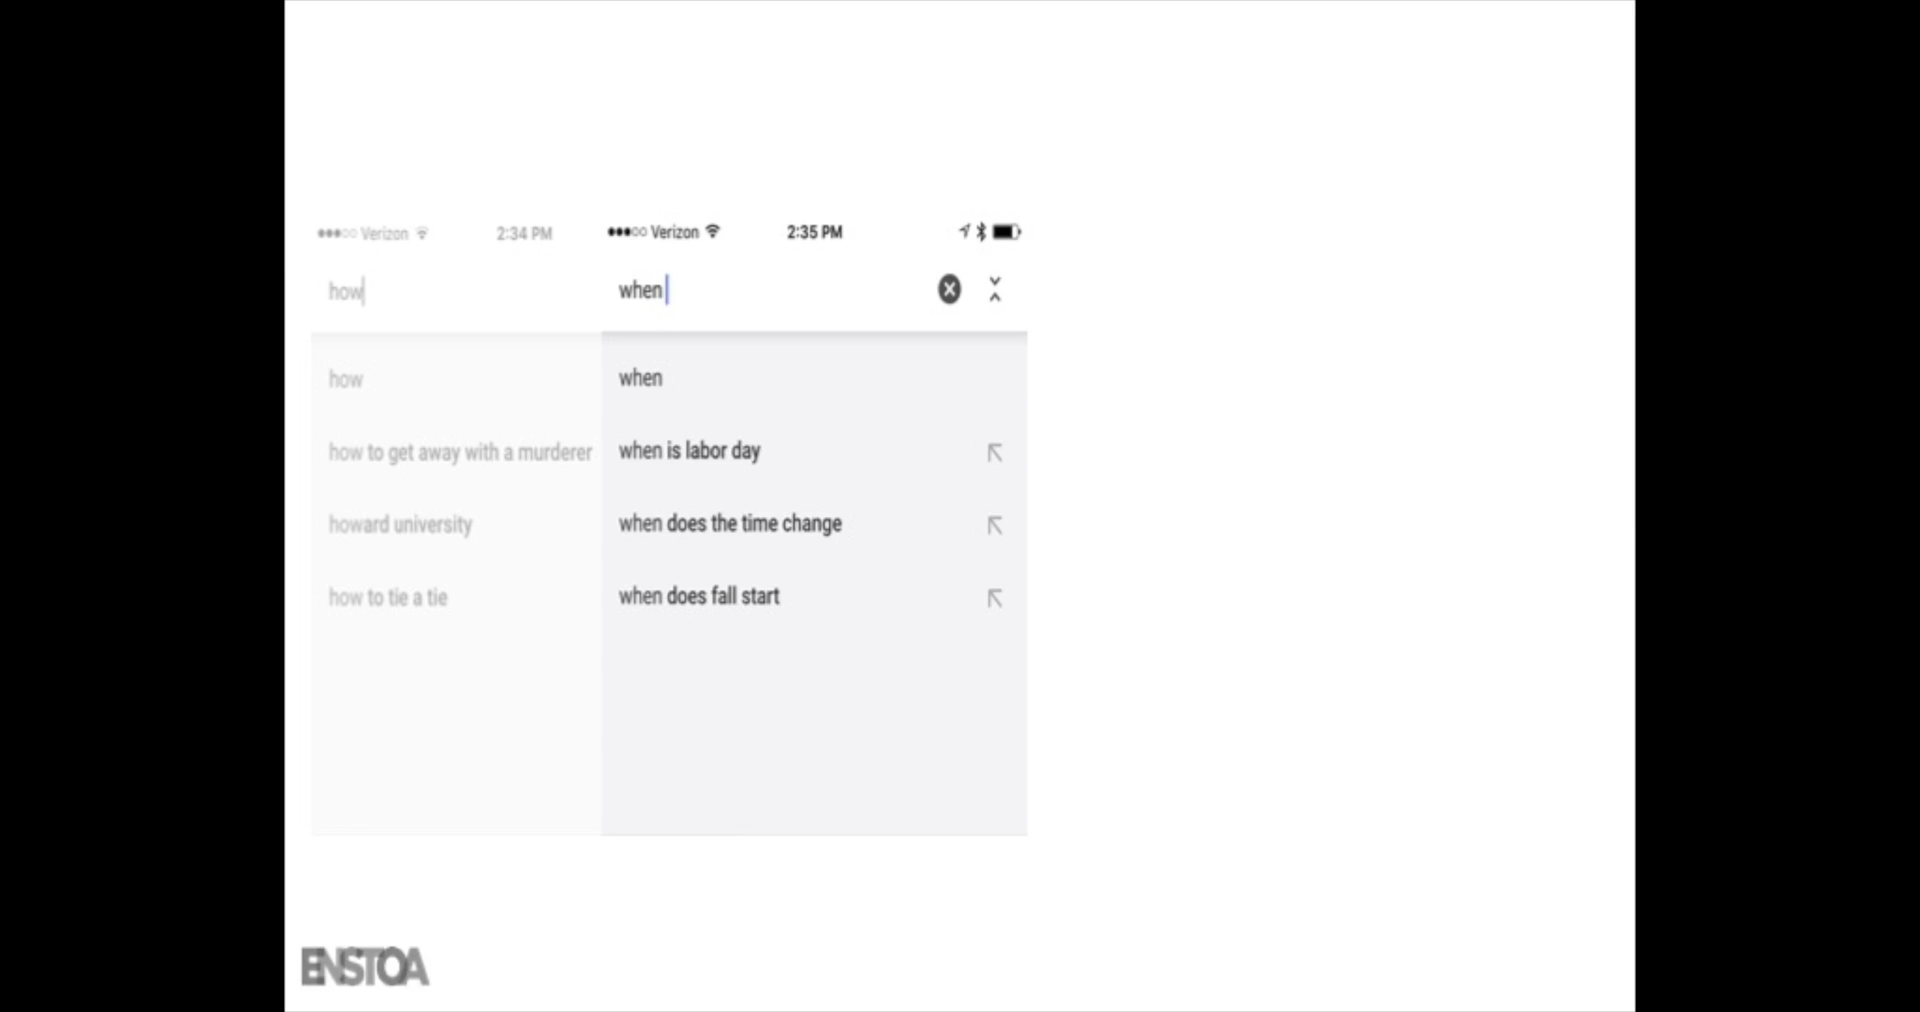 Verizon 2:34 PM
how
how
how to get away with a murderer
howard university
how to tie a tie
Verizon 2:35 PM
when
when
when is labor day
when does the time change
when does fall start
ENSTOA